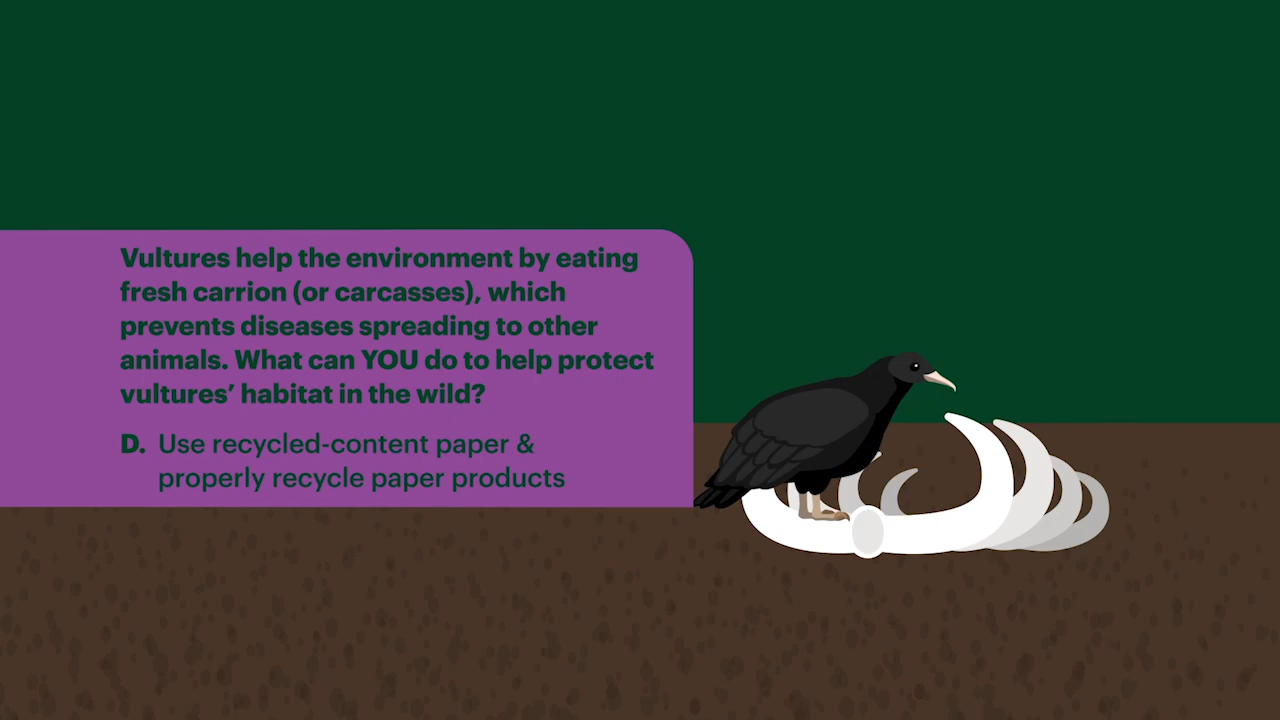 Vultures help the environment by eating
fresh carrion (or carcasses), which
prevents diseases spreading to other
animals. What can YOU do to help protect
vultures’ habitat in the wild?
D. Use recycled-content paper &
properly recycle paper products